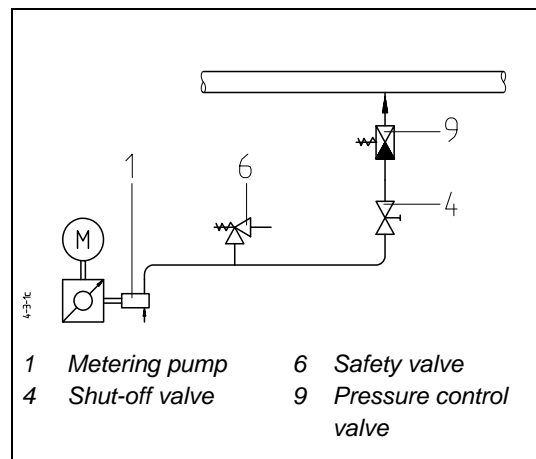 1
6
9
4
M
4-3-1c
1 Metering pump
4 Shut-off valve
6 Safety valve
9 Pressure control
valve